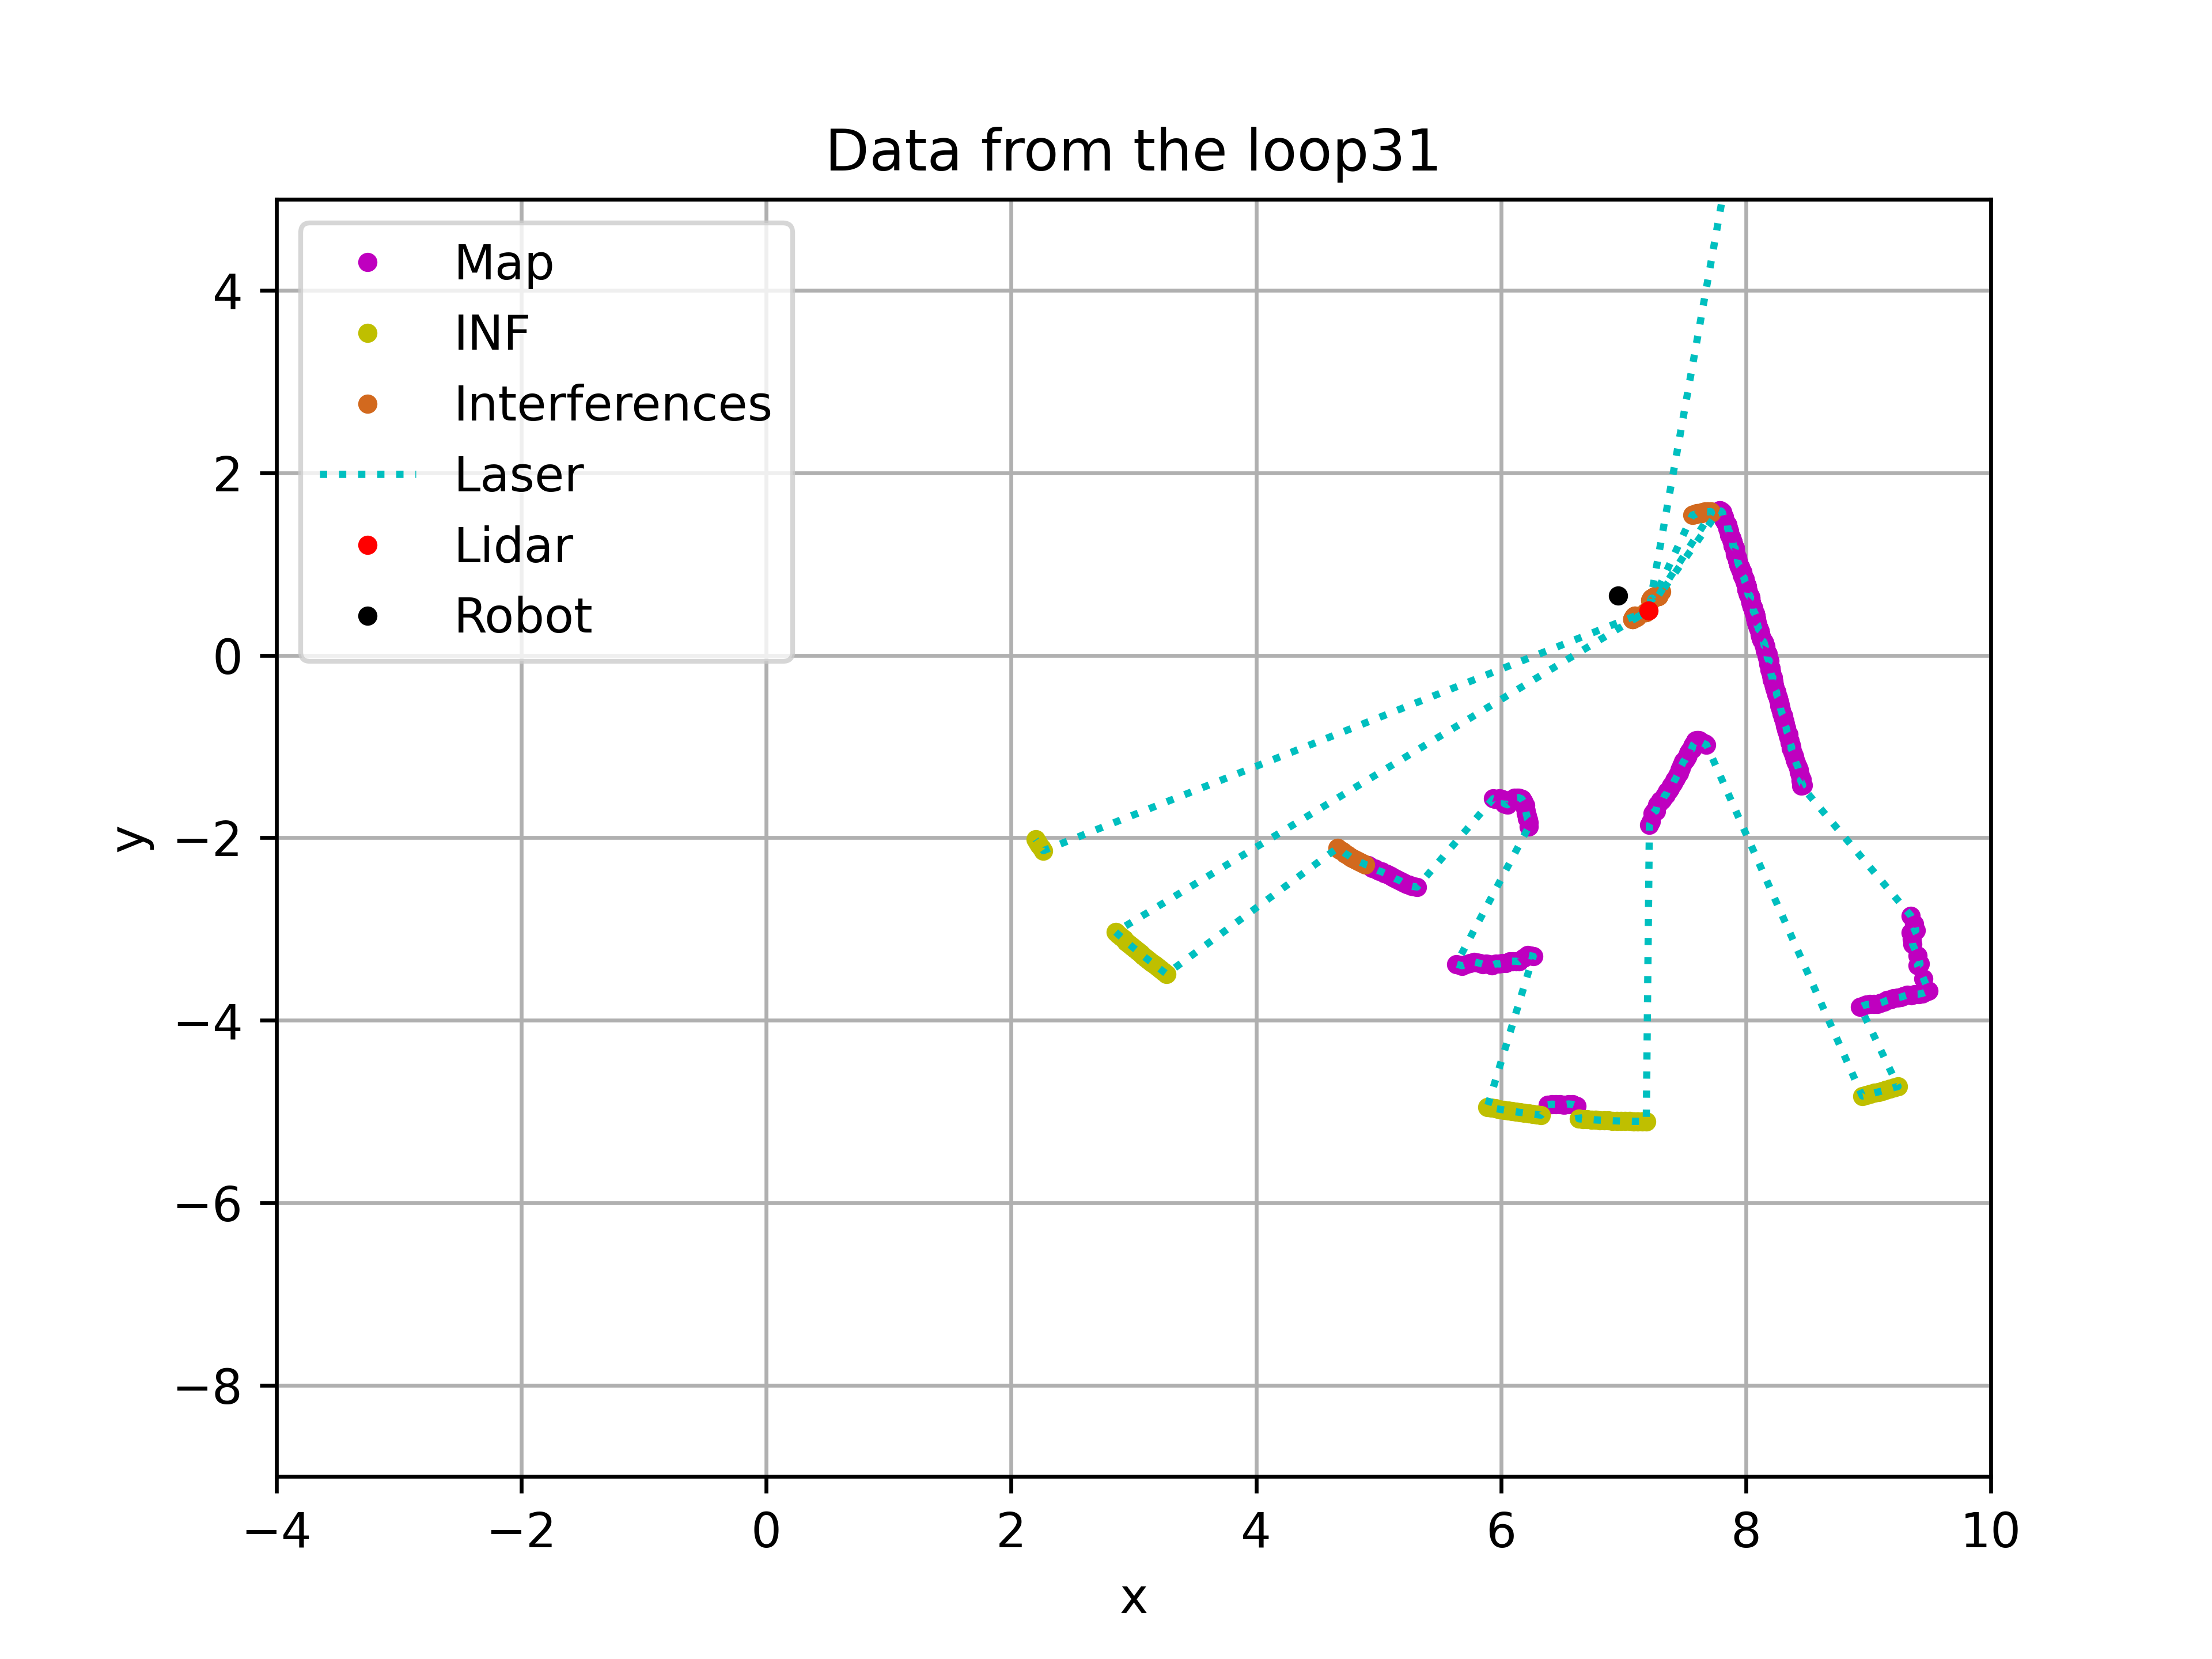 Data from the loop31
Map
INF
Interferences
Laser
Lidar
Robot
4
2
0
−2
−4
−6
−8
y
−4 −2 0 2 4 6 8 10
x